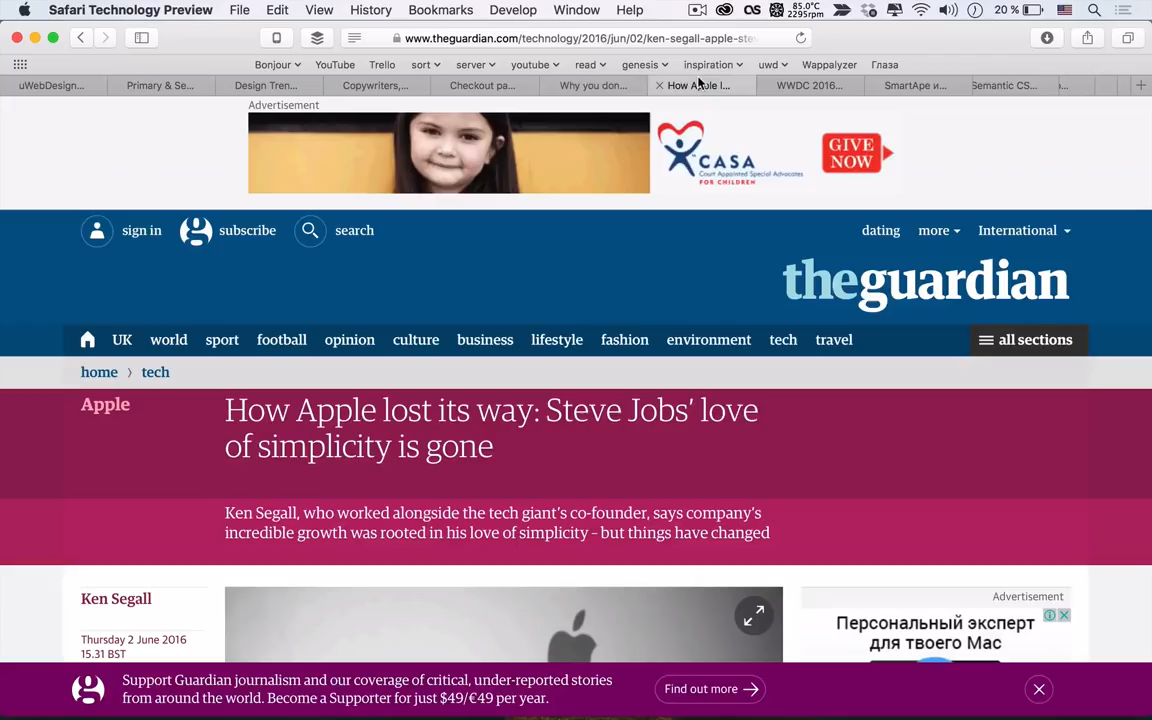 Safari Technology Preview File Edit View History Bookmarks Develop Window Help 85.0°C 2295rpm 20 %
www.theguardian.com/technology/2016/jun/02/ken-segall-apple-ste
Bonjour YouTube Trello sort server youtube read genesis inspiration uwd Wappalyzer Глаза
uWebDesign... Primary & Se... Design Tren... Copywriters,... Checkout pa... Why you don... How Apple l... WWDC 2016... SmartApe и... Semantic CS...
Advertisement
CASA
Court Appointed Special Advocates
FOR CHILDREN
GIVE
NOW
sign in subscribe search dating more International
theguardian
UK world sport football opinion culture business lifestyle fashion environment tech travel all sections
home › tech
Apple
How Apple lost its way: Steve Jobs’ love
of simplicity is gone
Ken Segall, who worked alongside the tech giant’s co-founder, says company’s
incredible growth was rooted in his love of simplicity – but things have changed
Ken Segall
Thursday 2 June 2016
15.31 BST
Advertisement
Персональный эксперт
для твоего Mac
Support Guardian journalism and our coverage of critical, under-reported stories
from around the world. Become a Supporter for just $49/€49 per year.
Find out more